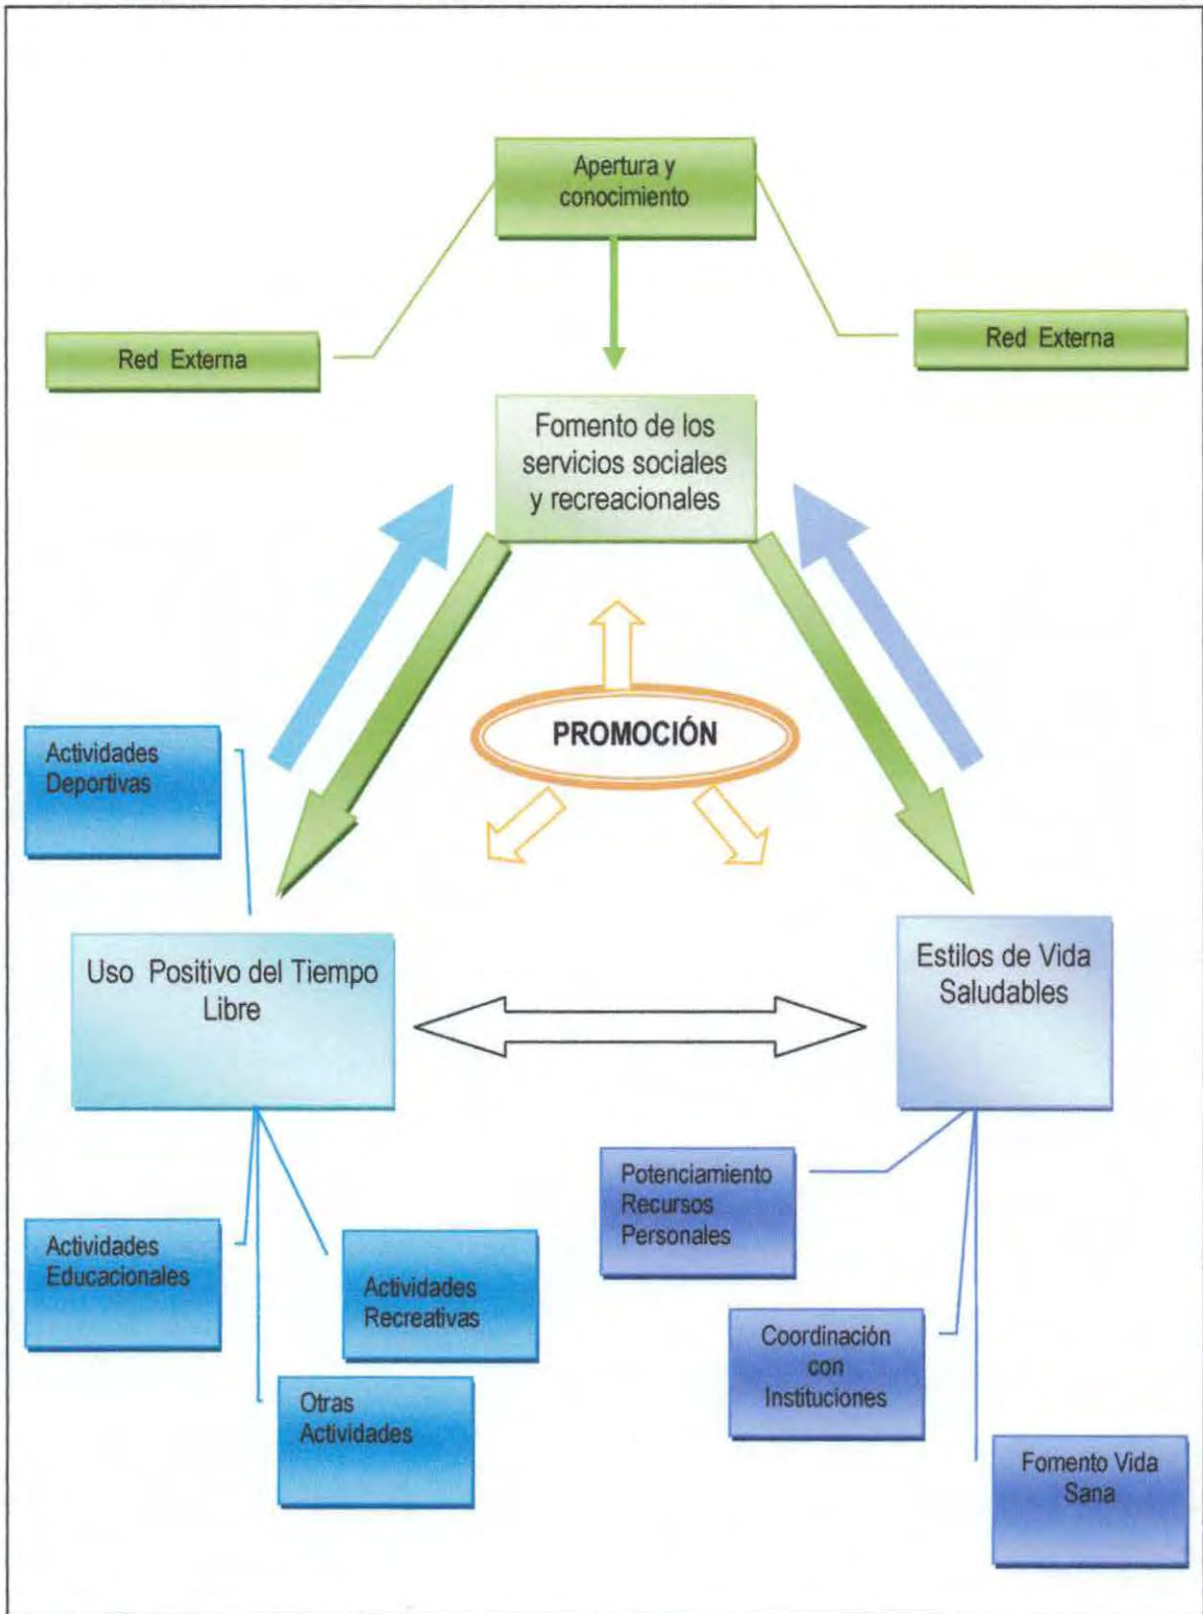 Apertura y
conocimiento
Red Externa
Red Externa
Fomento de los
servicios sociales
y recreacionales
PROMOCIÓN
Actividades
Deportivas
Uso Positivo del Tiempo
Libre
Estilos de Vida
Saludables
Potenciamiento
Recursos
Personales
Actividades
Educacionales
Actividades
Recreativas
Coordinación
con
Instituciones
Otras
Actividades
Fomento Vida
Sana